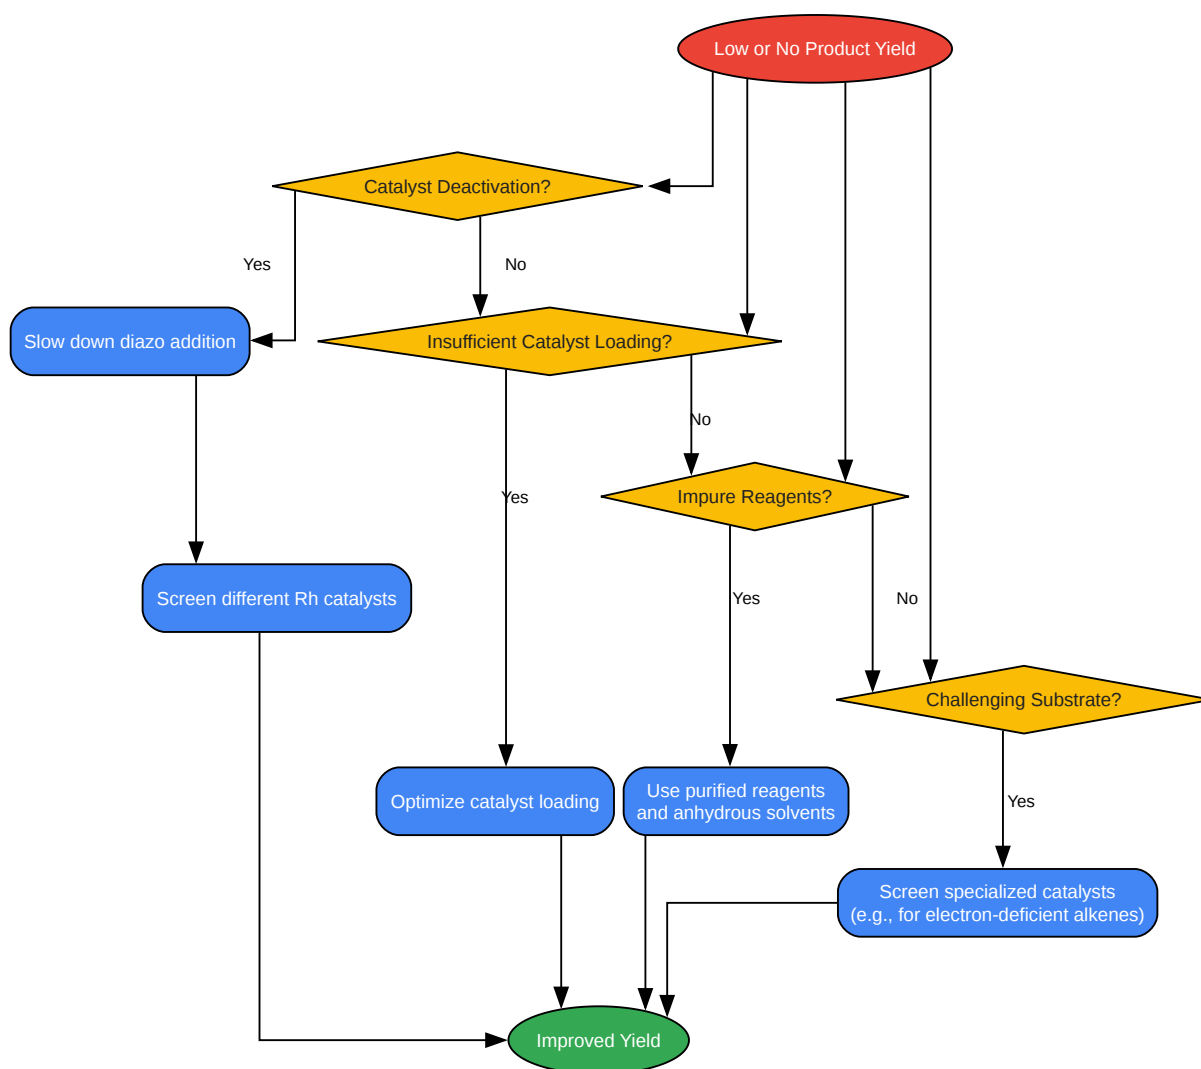 Low or No Product Yield
Catalyst Deactivation?
Yes
No
Slow down diazo addition
Insufficient Catalyst Loading?
No
Yes
Impure Reagents?
Screen different Rh catalysts
Yes
No
Challenging Substrate?
Optimize catalyst loading
Use purified reagents
and anhydrous solvents
Yes
Screen specialized catalysts
(e.g., for electron-deficient alkenes)
Improved Yield